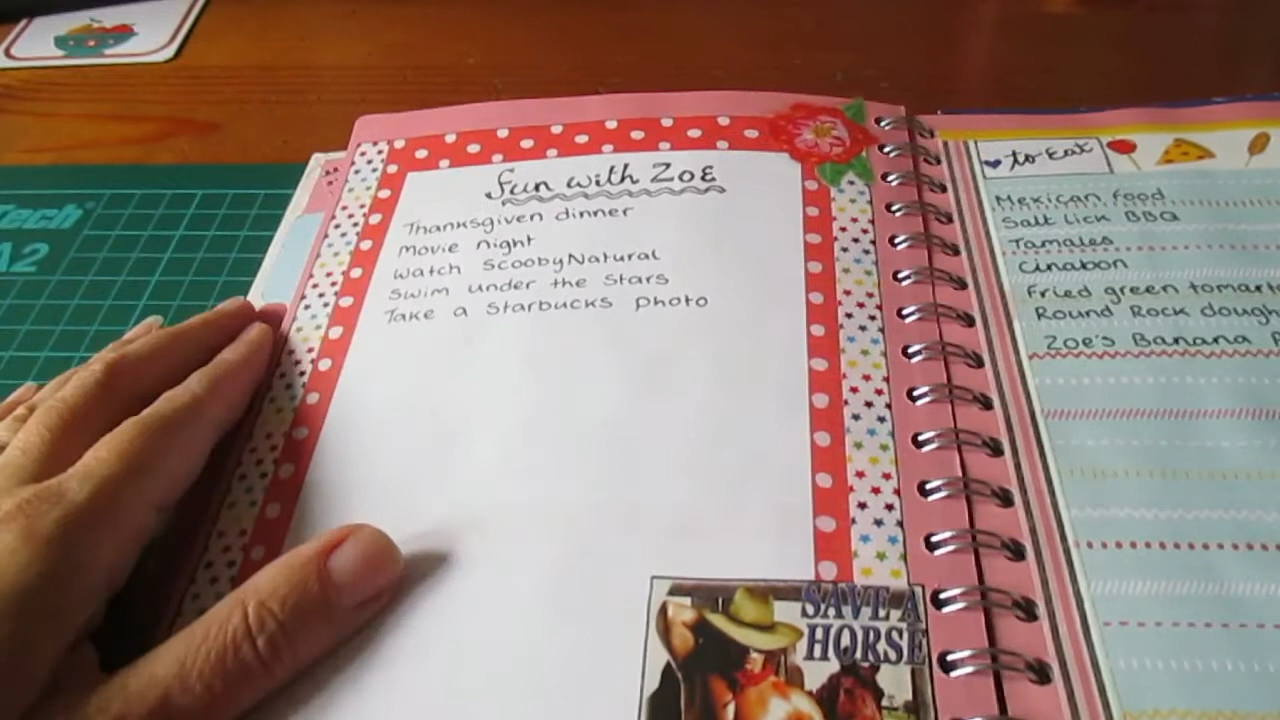 Tech
A2
fun with ZOE
Thanksgiven dinner
movie night
watch ScoobyNatural
Swim under the Stars
Take a Starbucks photo
SAVE A
HORSE
to-Eat
Mexican food
Salt lick BBQ
Tamales
Cinabon
Fried green
Round Rock
Zoe's Banana